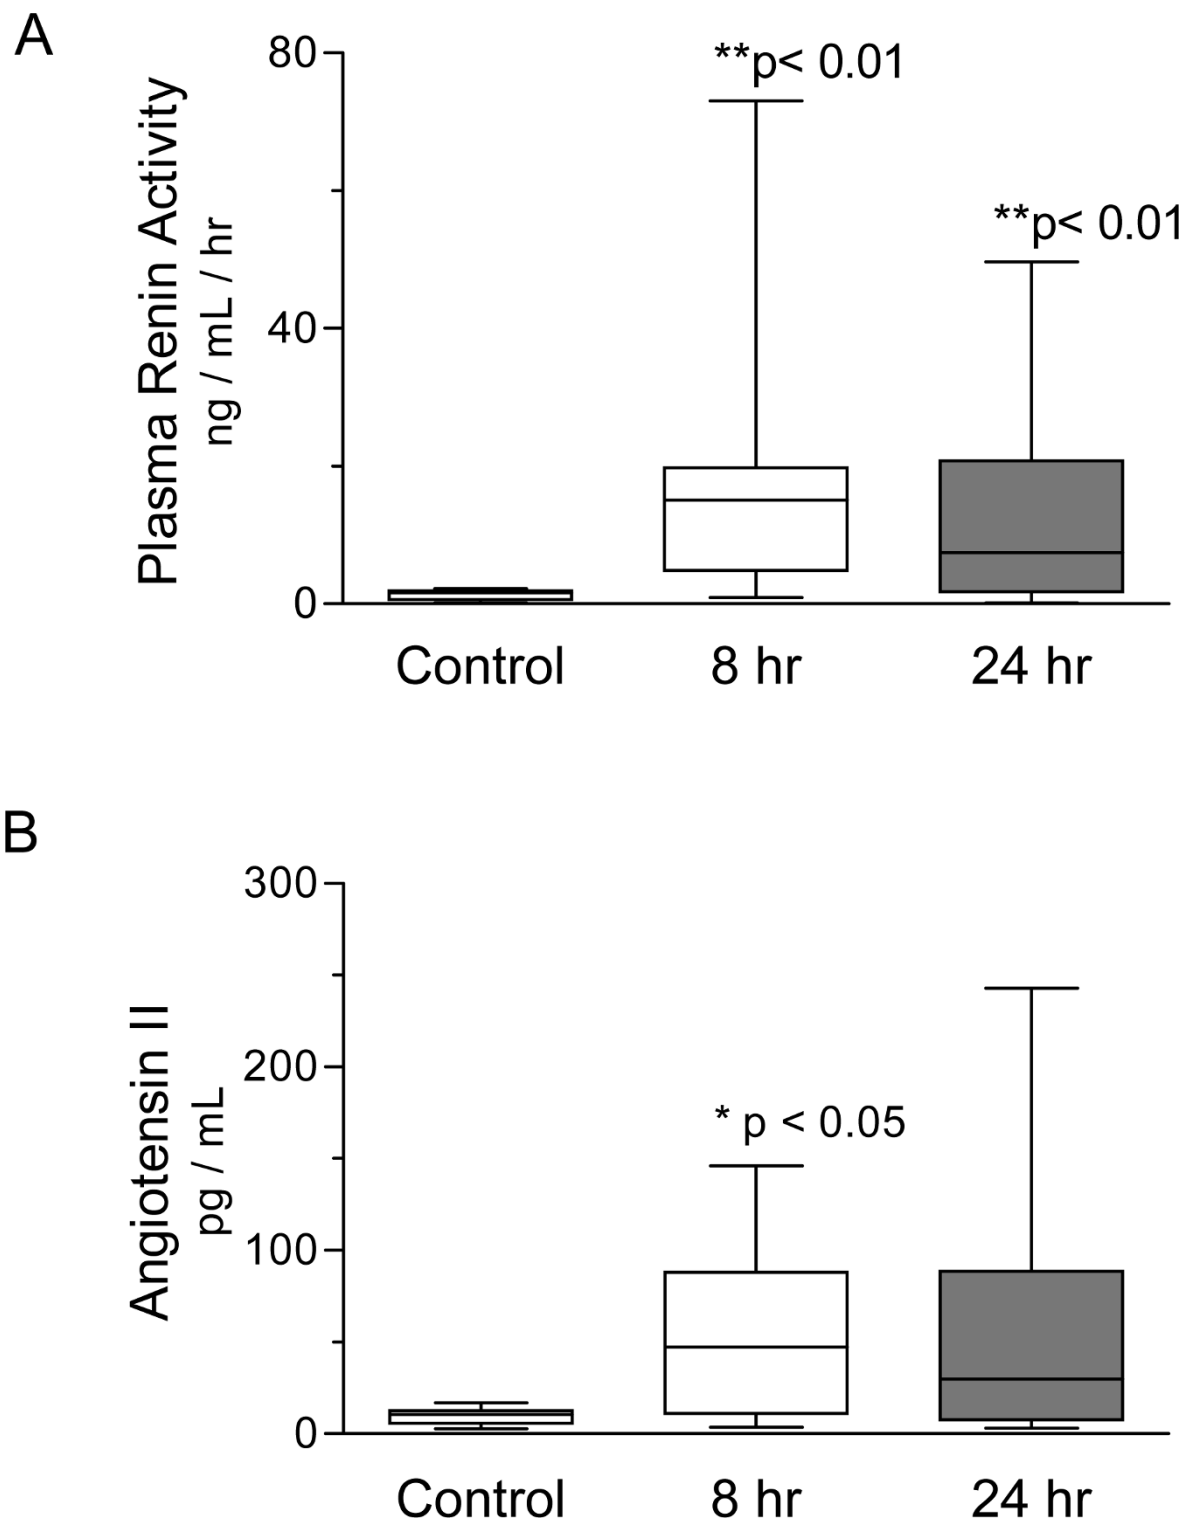 A
Plasma Renin Activity
ng / mL / hr
80
40
0
**p< 0.01
**p< 0.01
Control
8 hr
24 hr
B
Angiotensin II
pg / mL
300
200
100
0
* p < 0.05
Control
8 hr
24 hr